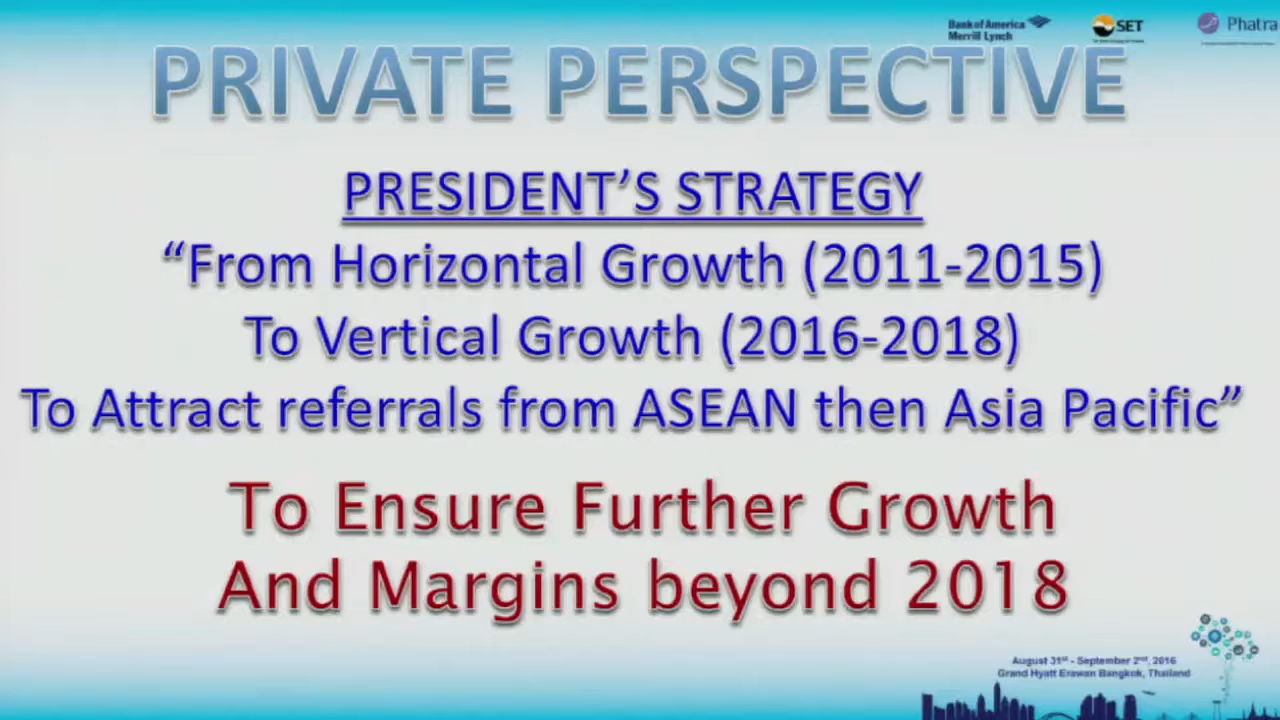 Bank of America
Merrill Lynch
SET
Phatra
PRIVATE PERSPECTIVE
PRESIDENT’S STRATEGY
“From Horizontal Growth (2011-2015)
To Vertical Growth (2016-2018)
To Attract referrals from ASEAN then Asia Pacific”
To Ensure Further Growth
And Margins beyond 2018
August 31st - September 2nd, 2016
Grand Hyatt Erawan Bangkok, Thailand